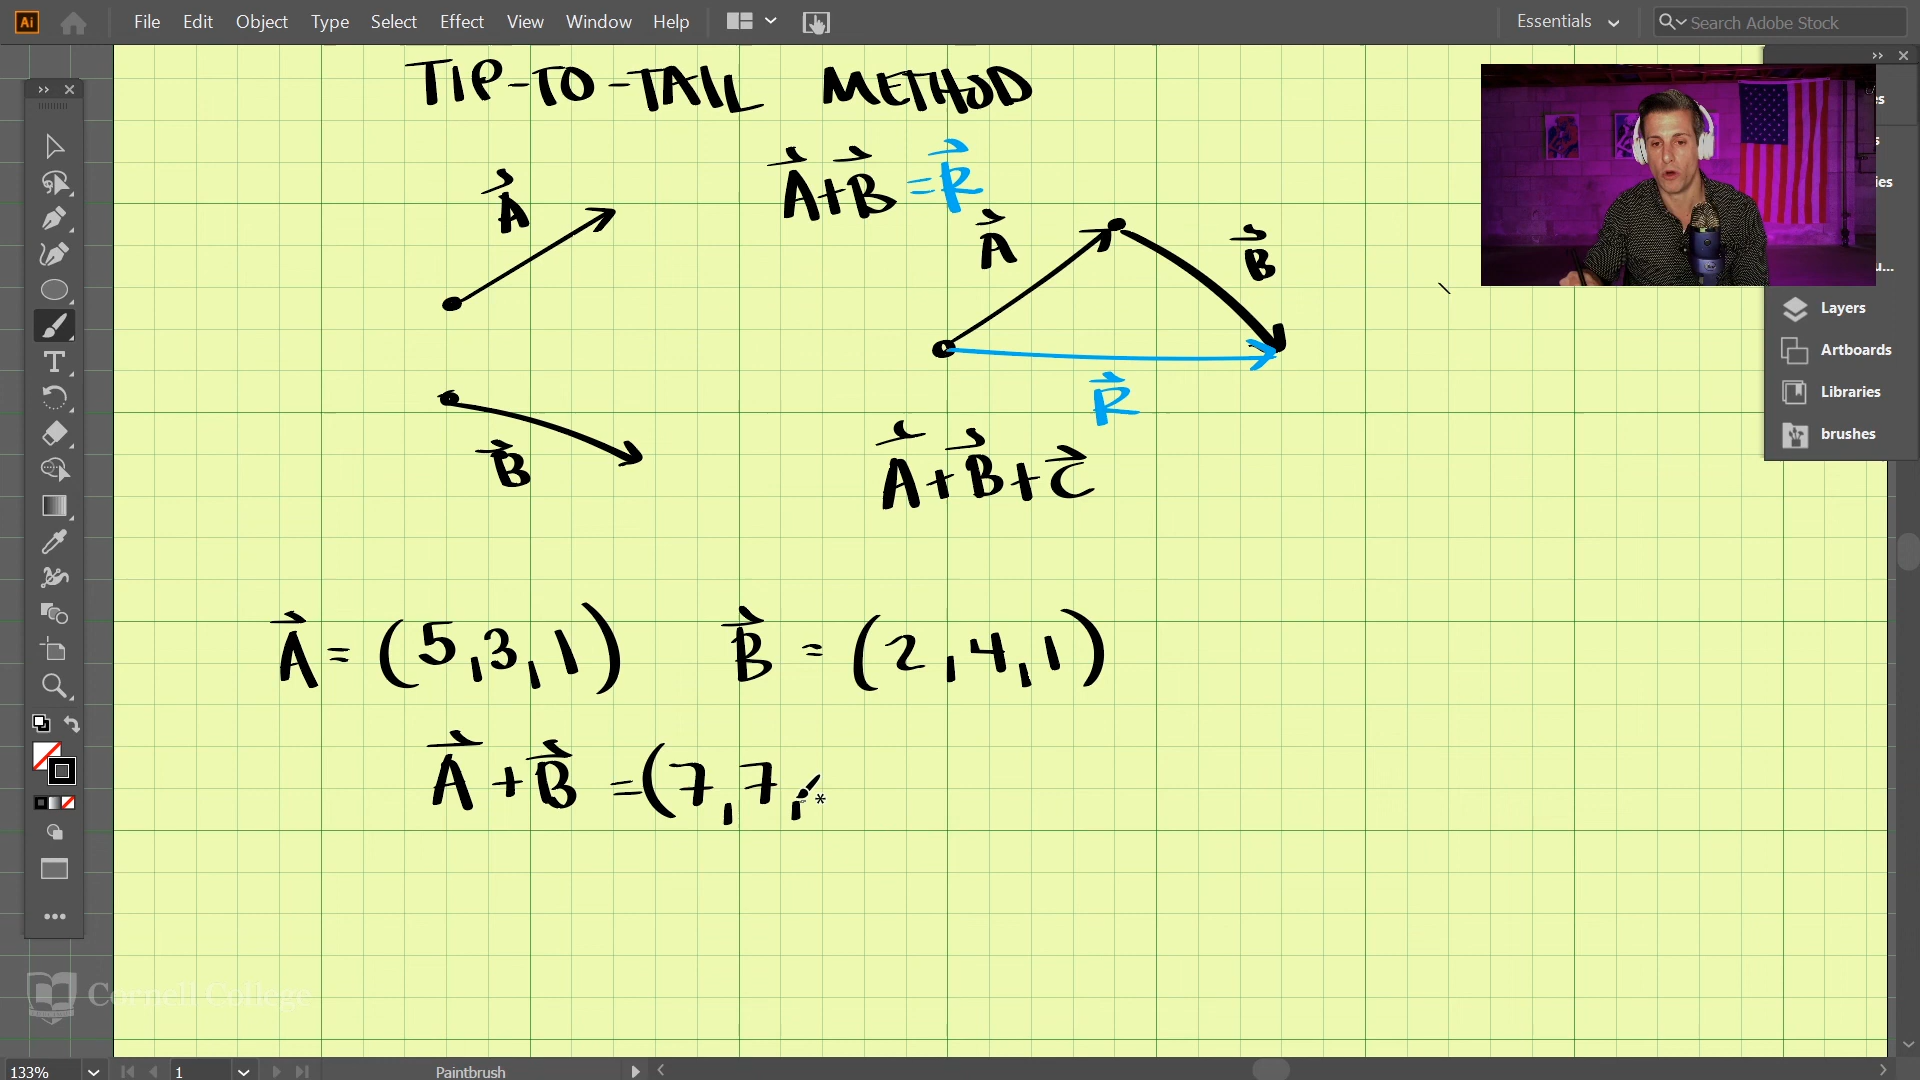 Ai File Edit Object Type Select Effect View Window Help Essentials Search Adobe Stock
TIP-TO-TAIL METHOD
A⃗+B⃗=R⃗
A⃗
A⃗
B⃗
Layers
Artboards
Libraries
brushes
R⃗
B⃗
A⃗+B⃗+C⃗
A⃗ = (5,3,1) B⃗ = (2,4,1)
A⃗+B⃗ =(7,7,
Cornell College
133% 1 Paintbrush